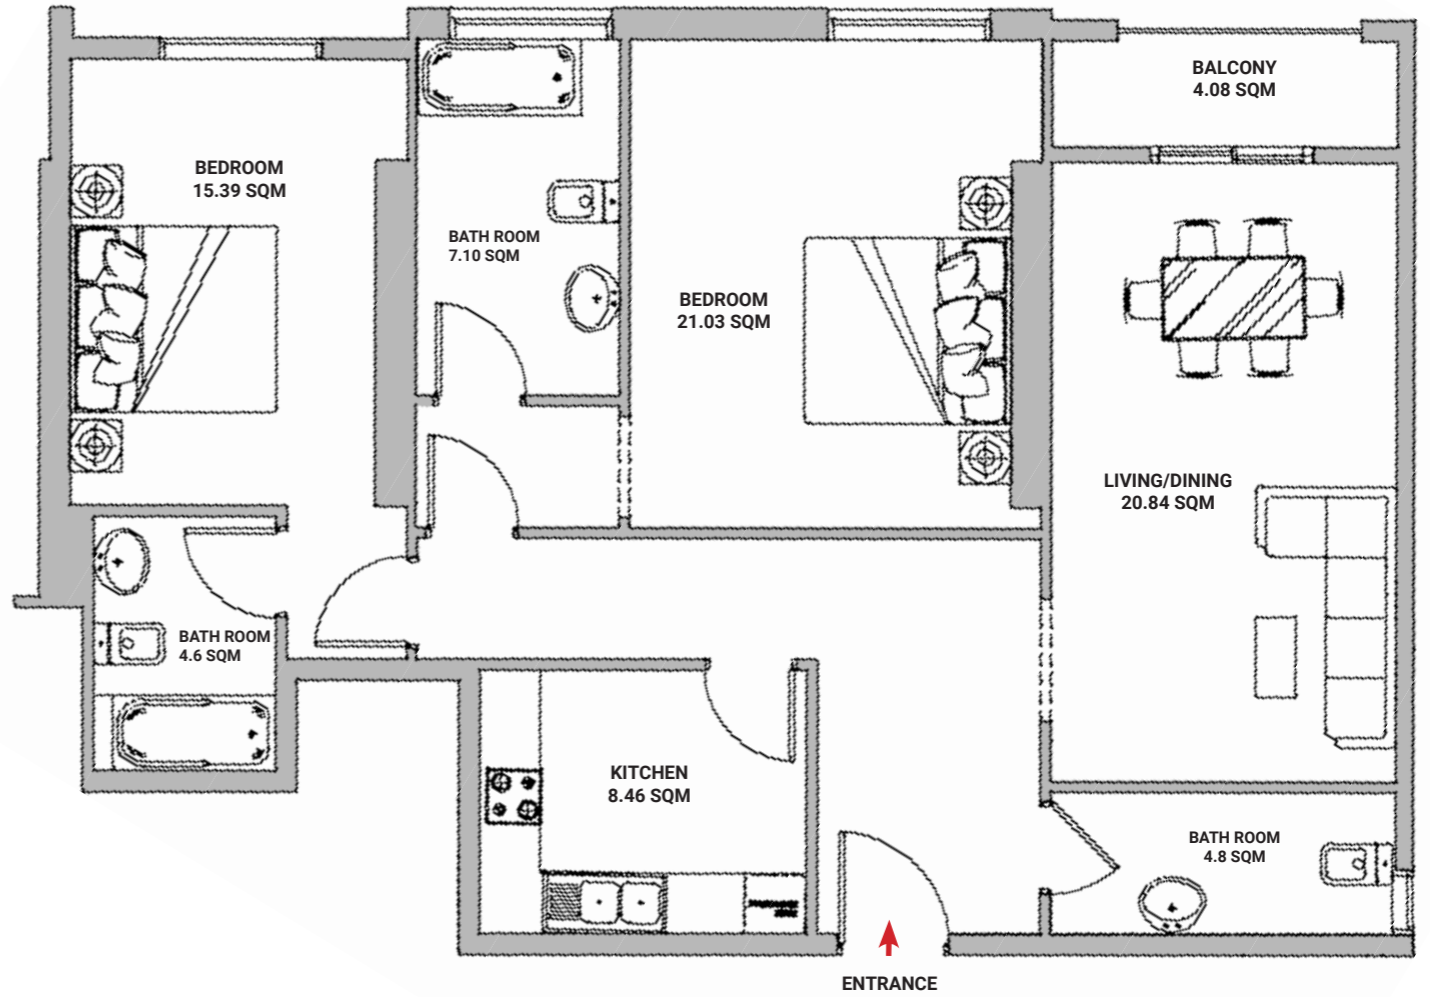 BALCONY
4.08 SQM
BEDROOM
15.39 SQM
BATH ROOM
7.10 SQM
BEDROOM
21.03 SQM
LIVING/DINING
20.84 SQM
BATH ROOM
4.6 SQM
KITCHEN
8.46 SQM
BATH ROOM
4.8 SQM
ENTRANCE